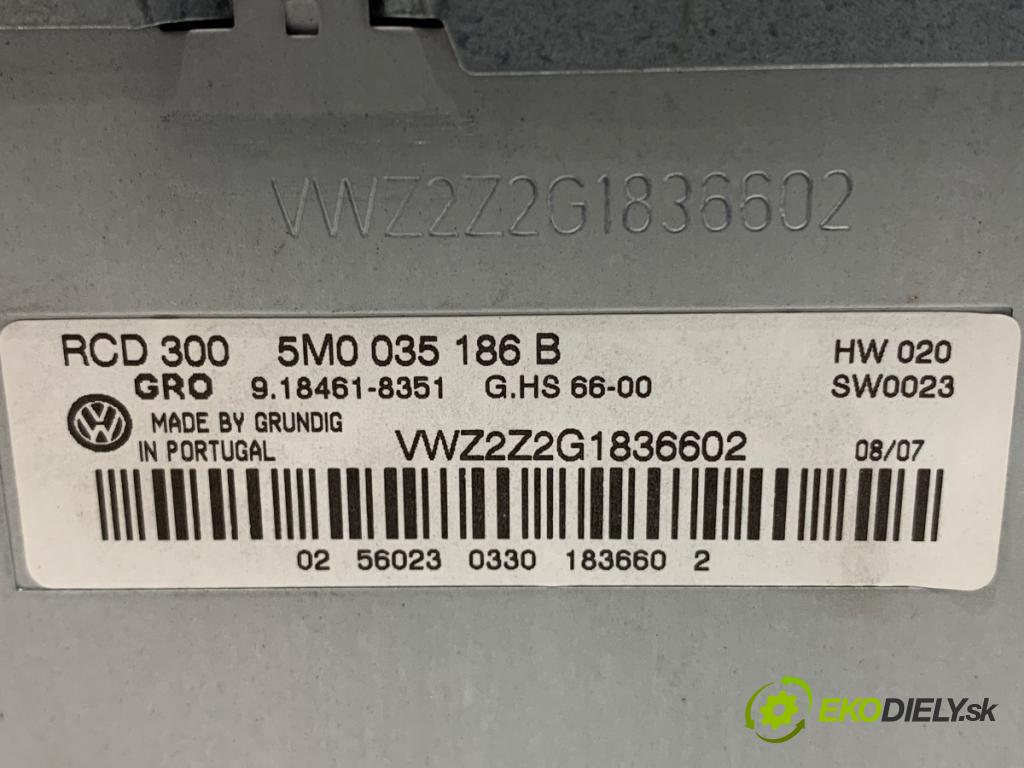 VWZ2Z2G1836602
RCD 300 5M0 035 186 B HW 020
GRO 9.18461-8351 G.HS 66-00 SW0023
MADE BY GRUNDIG
IN PORTUGAL VWZ2Z2G1836602 08/07
02 56023 0330 183660 2
EKODIELY.sk